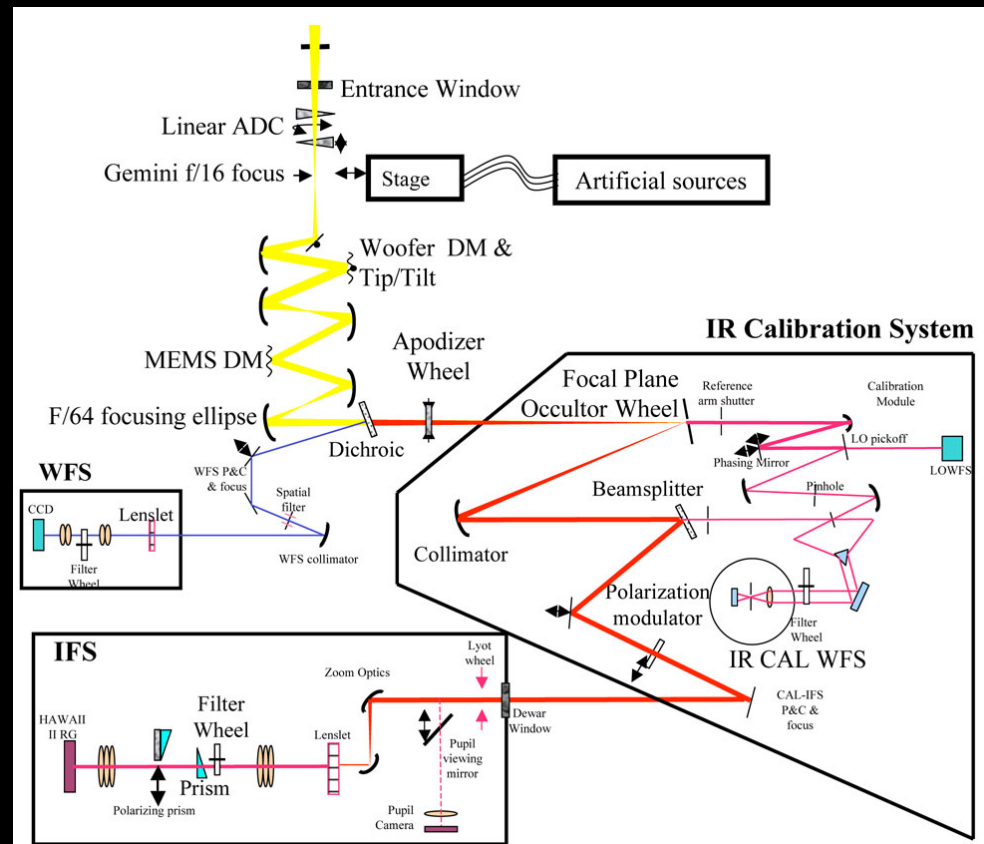 Entrance Window
Linear ADC
Gemini f/16 focus
Stage
Artificial sources
Woofer DM &
Tip/Tilt
IR Calibration System
MEMS DM
Apodizer
Wheel
Focal Plane
Occultor Wheel
Reference
arm shutter
Calibration
Module
F/64 focusing ellipse
Dichroic
LO pickoff
Phasing Mirror
LOWFS
WFS P&C
& focus
WFS
Spatial
filter
Beamsplitter
Pinhole
CCD
Lenslet
Filter
Wheel
WFS collimator
Collimator
Polarization
modulator
Filter
Wheel
IR CAL WFS
IFS
Lyot
wheel
Zoom Optics
CAL-IFS
P&C &
focus
Dewar
Window
HAWAII
II RG
Filter
Wheel
Lenslet
Pupil
viewing
mirror
Prism
Polarizing prism
Pupil
Camera